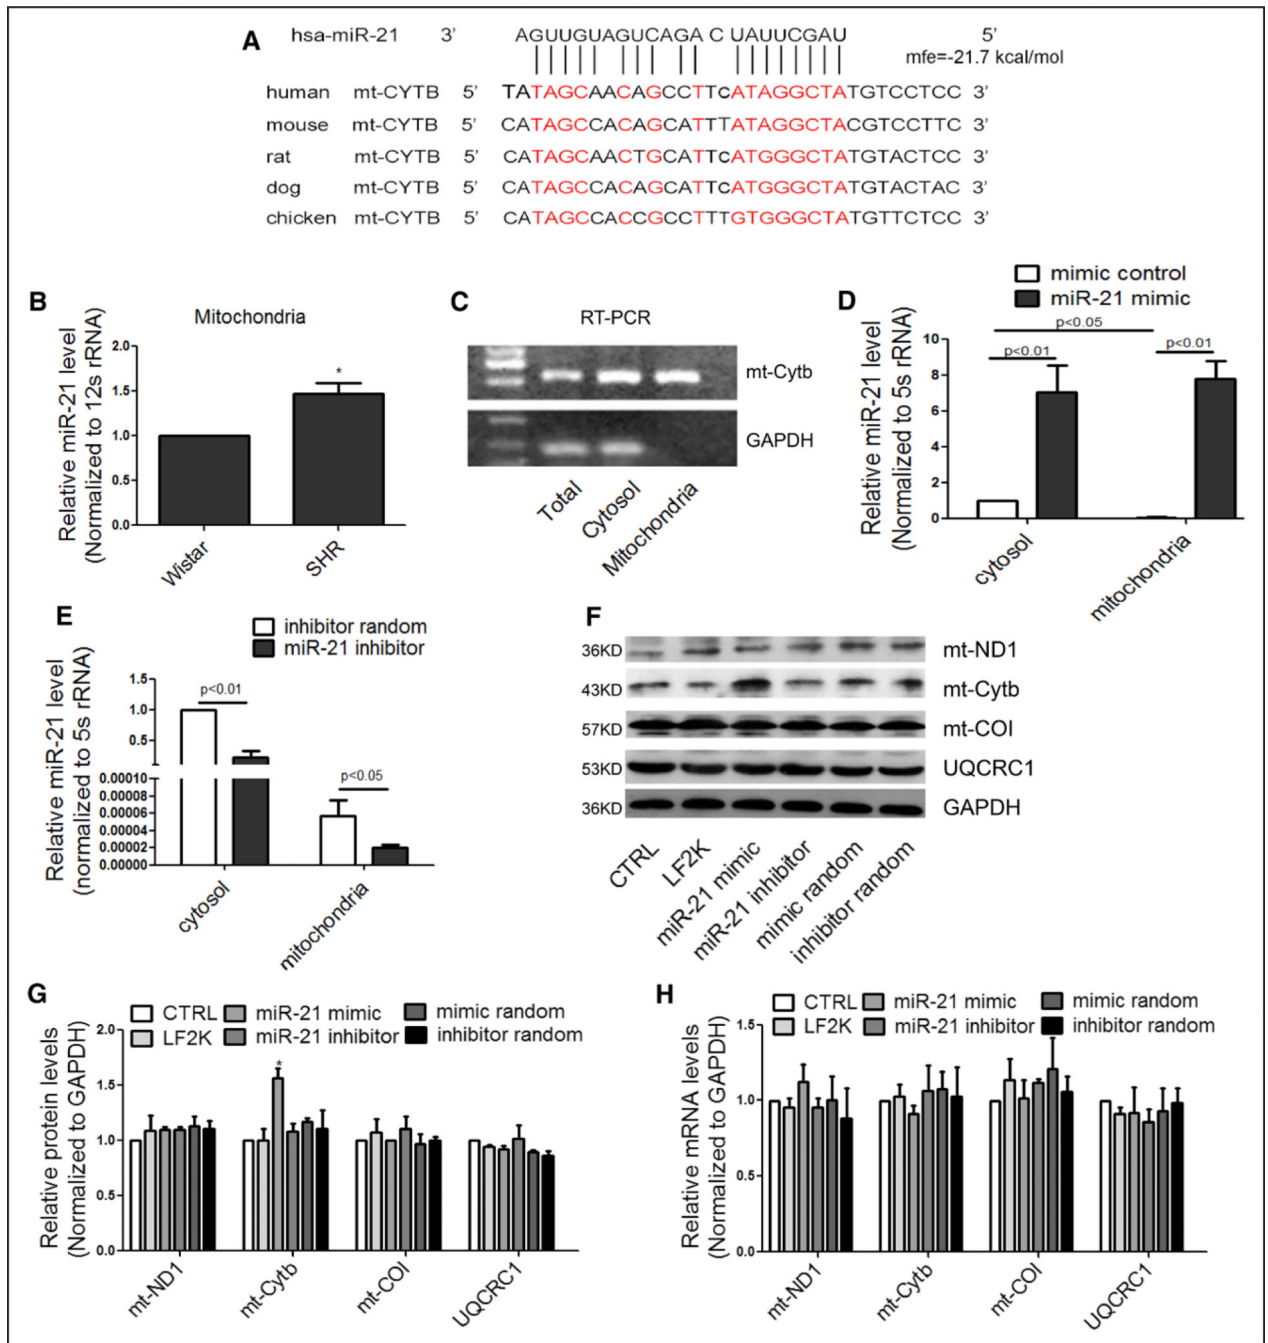 A
hsa-miR-21 3' AGUUGUAGUCAGA C UAUUCGAU 5'
mfe=-21.7 kcal/mol
human mt-CYTB 5' TATAGCAACAGCCTTcATAGGCTATGTCCTCC 3'
mouse mt-CYTB 5' CATAGCCACAGCATTTATAGGCTACGTCCTTC 3'
rat mt-CYTB 5' CATAGCAACTGCATTcATGGGCTATGTACTCC 3'
dog mt-CYTB 5' CATAGCCACAGCATTcATGGGCTATGTACTAC 3'
chicken mt-CYTB 5' CATAGCCACCGCCTTTGTGGGCTATGTTCTCC 3'
B
Mitochondria
Relative miR-21 level
(Normalized to 12s rRNA)
2.0
1.5
1.0
0.5
0.0
*
Wistar
SHR
C
RT-PCR
mt-Cytb
GAPDH
Total
Cytosol
Mitochondria
D
mimic control
miR-21 mimic
Relative miR-21 level
(Normalized to 5s rRNA)
10
8
6
4
2
0
p<0.05
p<0.01
p<0.01
cytosol
mitochondria
E
inhibitor random
miR-21 inhibitor
Relative miR-21 level
(normalized to 5s rRNA)
1.5
1.0
0.5
0.00010
0.00008
0.00006
0.00004
0.00002
0.00000
p<0.01
p<0.05
cytosol
mitochondria
F
36KD mt-ND1
43KD mt-Cytb
57KD mt-COI
53KD UQCRC1
36KD GAPDH
CTRL
LF2K
miR-21 mimic
miR-21 inhibitor
mimic random
inhibitor random
G
CTRL miR-21 mimic mimic random
LF2K miR-21 inhibitor inhibitor random
Relative protein levels
(Normalized to GAPDH)
2.0
1.5
1.0
0.5
0.0
*
mt-ND1
mt-Cytb
mt-COI
UQCRC1
H
CTRL miR-21 mimic mimic random
LF2K miR-21 inhibitor inhibitor random
Relative mRNA levels
(Normalized to GAPDH)
1.5
1.0
0.5
0.0
mt-ND1
mt-Cytb
mt-COI
UQCRC1